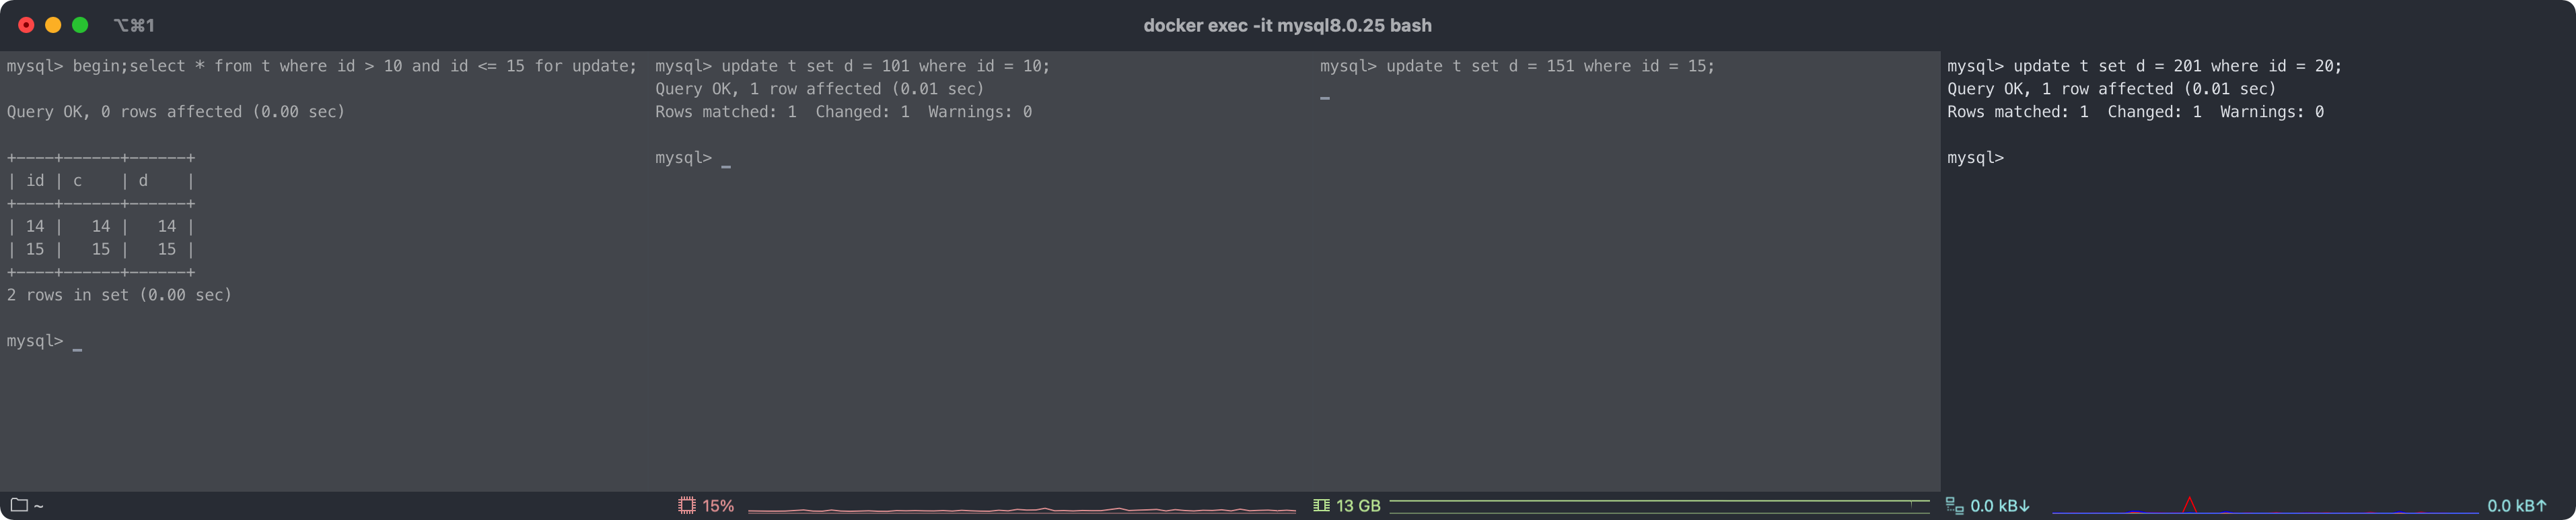 ⌥⌘1
docker exec -it mysql8.0.25 bash
mysql> begin;select * from t where id > 10 and id <= 15 for update;
Query OK, 0 rows affected (0.00 sec)
+----+------+------+
| id | c    | d    |
+----+------+------+
| 14 |   14 |   14 |
| 15 |   15 |   15 |
+----+------+------+
2 rows in set (0.00 sec)
mysql> _
mysql> update t set d = 101 where id = 10;
Query OK, 1 row affected (0.01 sec)
Rows matched: 1  Changed: 1  Warnings: 0
mysql> _
mysql> update t set d = 151 where id = 15;
_
mysql> update t set d = 201 where id = 20;
Query OK, 1 row affected (0.01 sec)
Rows matched: 1  Changed: 1  Warnings: 0
mysql>
~
15%
13 GB
0.0 kB↓
0.0 kB↑